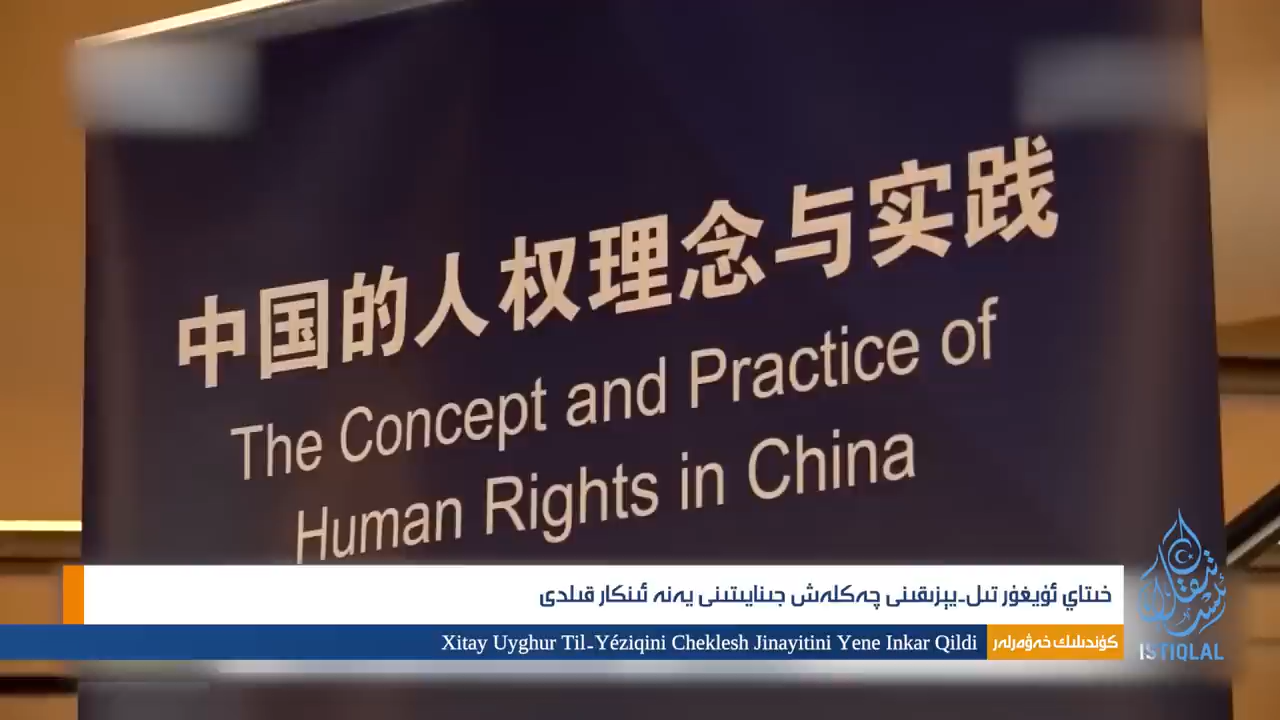 中国的人权理念与实践
The Concept and Practice of
Human Rights in China
خىتاي ئۇيغۇر تىل-يېزىقىنى چەكلەش جىنايىتىنى يەنە ئىنكار قىلدى
Xitay Uyghur Til-Yéziqini Cheklesh Jinayitini Yene Inkar Qildi
كۈندىلىك خەۋەرلەر
ئىستىقلال
ISTIQLAL